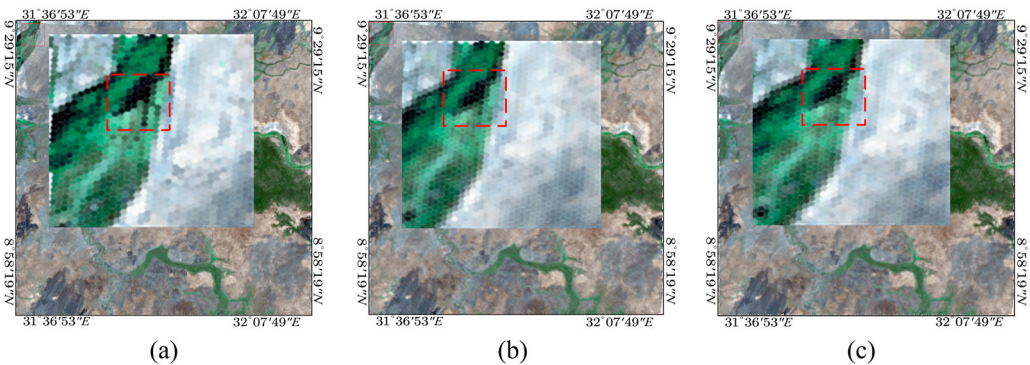 31°36′53″E 32°07′49″E 31°36′53″E 32°07′49″E 31°36′53″E 32°07′49″E
9°29′15″N 9°29′15″N 9°29′15″N 9°29′15″N 9°29′15″N 9°29′15″N
8°58′19″N 8°58′19″N 8°58′19″N 8°58′19″N 8°58′19″N 8°58′19″N
31°36′53″E 32°07′49″E 31°36′53″E 32°07′49″E 31°36′53″E 32°07′49″E
(a) (b) (c)